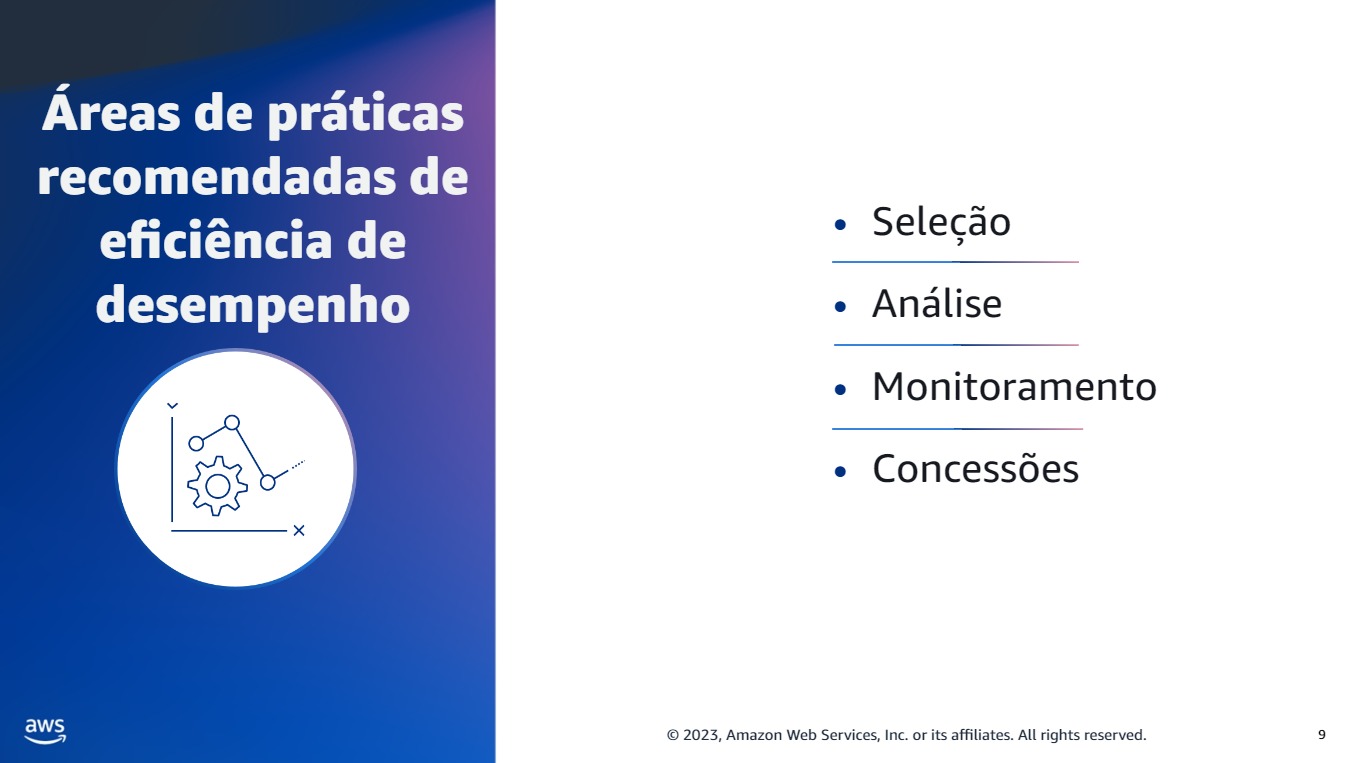 Áreas de práticas
recomendadas de
eficiência de
desempenho
• Seleção
• Análise
• Monitoramento
• Concessões
aws
© 2023, Amazon Web Services, Inc. or its affiliates. All rights reserved.
9